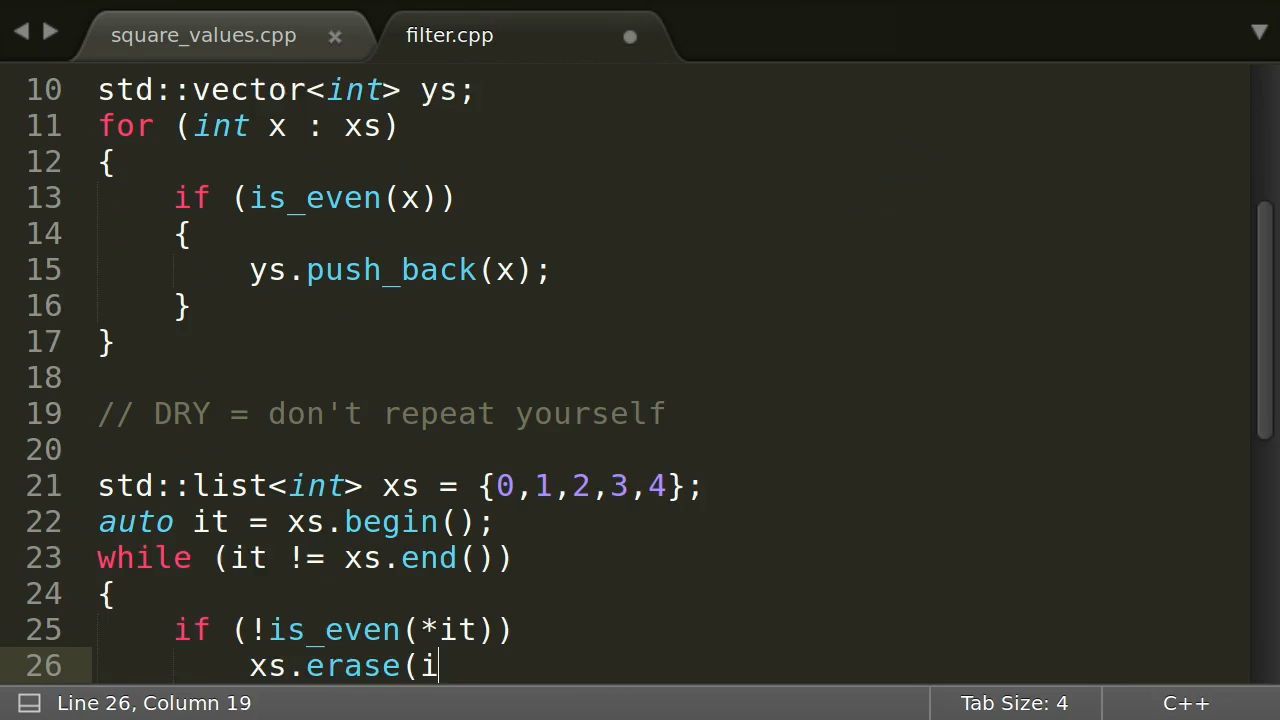 square_values.cpp × filter.cpp
10 std::vector<int> ys;
11 for (int x : xs)
12 {
13     if (is_even(x))
14     {
15         ys.push_back(x);
16     }
17 }
18
19 // DRY = don't repeat yourself
20
21 std::list<int> xs = {0,1,2,3,4};
22 auto it = xs.begin();
23 while (it != xs.end())
24 {
25     if (!is_even(*it))
26         xs.erase(i
Line 26, Column 19 Tab Size: 4 C++